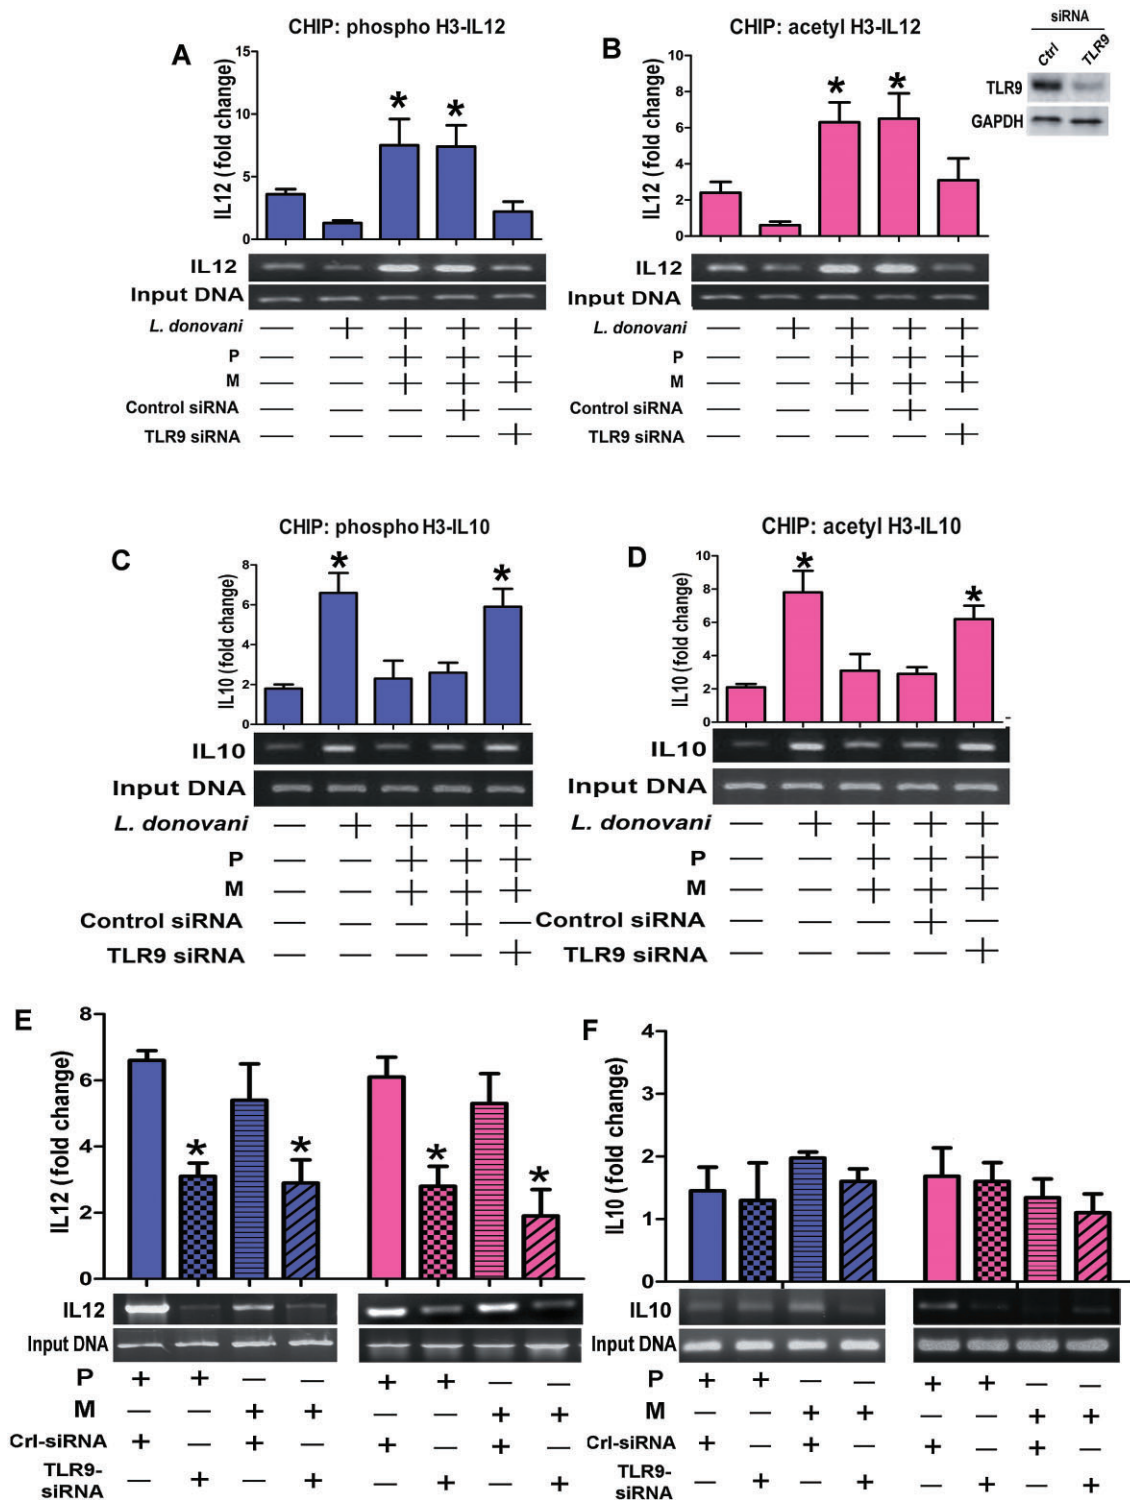 A
CHIP: phospho H3-IL12
IL12 (fold change)
15
10
5
0
* *
IL12
Input DNA
L. donovani — + + + +
P — — + + +
M — — + + +
Control siRNA — — — + —
TLR9 siRNA — — — — +
B
CHIP: acetyl H3-IL12
IL12 (fold change)
10
8
6
4
2
0
* *
IL12
Input DNA
L. donovani — + + + +
P — — + + +
M — — + + +
Control siRNA — — — + —
TLR9 siRNA — — — — +
siRNA
Ctrl TLR9
TLR9
GAPDH
C
CHIP: phospho H3-IL10
IL10 (fold change)
8
6
4
2
0
* *
IL10
Input DNA
L. donovani — + + + +
P — — + + +
M — — + + +
Control siRNA — — — + —
TLR9 siRNA — — — — +
D
CHIP: acetyl H3-IL10
IL10 (fold change)
10
8
6
4
2
0
* *
IL10
Input DNA
L. donovani — + + + +
P — — + + +
M — — + + +
Control siRNA — — — + —
TLR9 siRNA — — — — +
E
IL12 (fold change)
8
6
4
2
0
* * * *
IL12
Input DNA
P + + — — + + — —
M — — + + — — + +
Crl-siRNA + — + — + — + —
TLR9-
siRNA — + — + — + — +
F
IL10 (fold change)
4
3
2
1
0
IL10
Input DNA
P + + — — + + — —
M — — + + — — + +
Crl-siRNA + — + — + — + —
TLR9-
siRNA — + — + — + — +